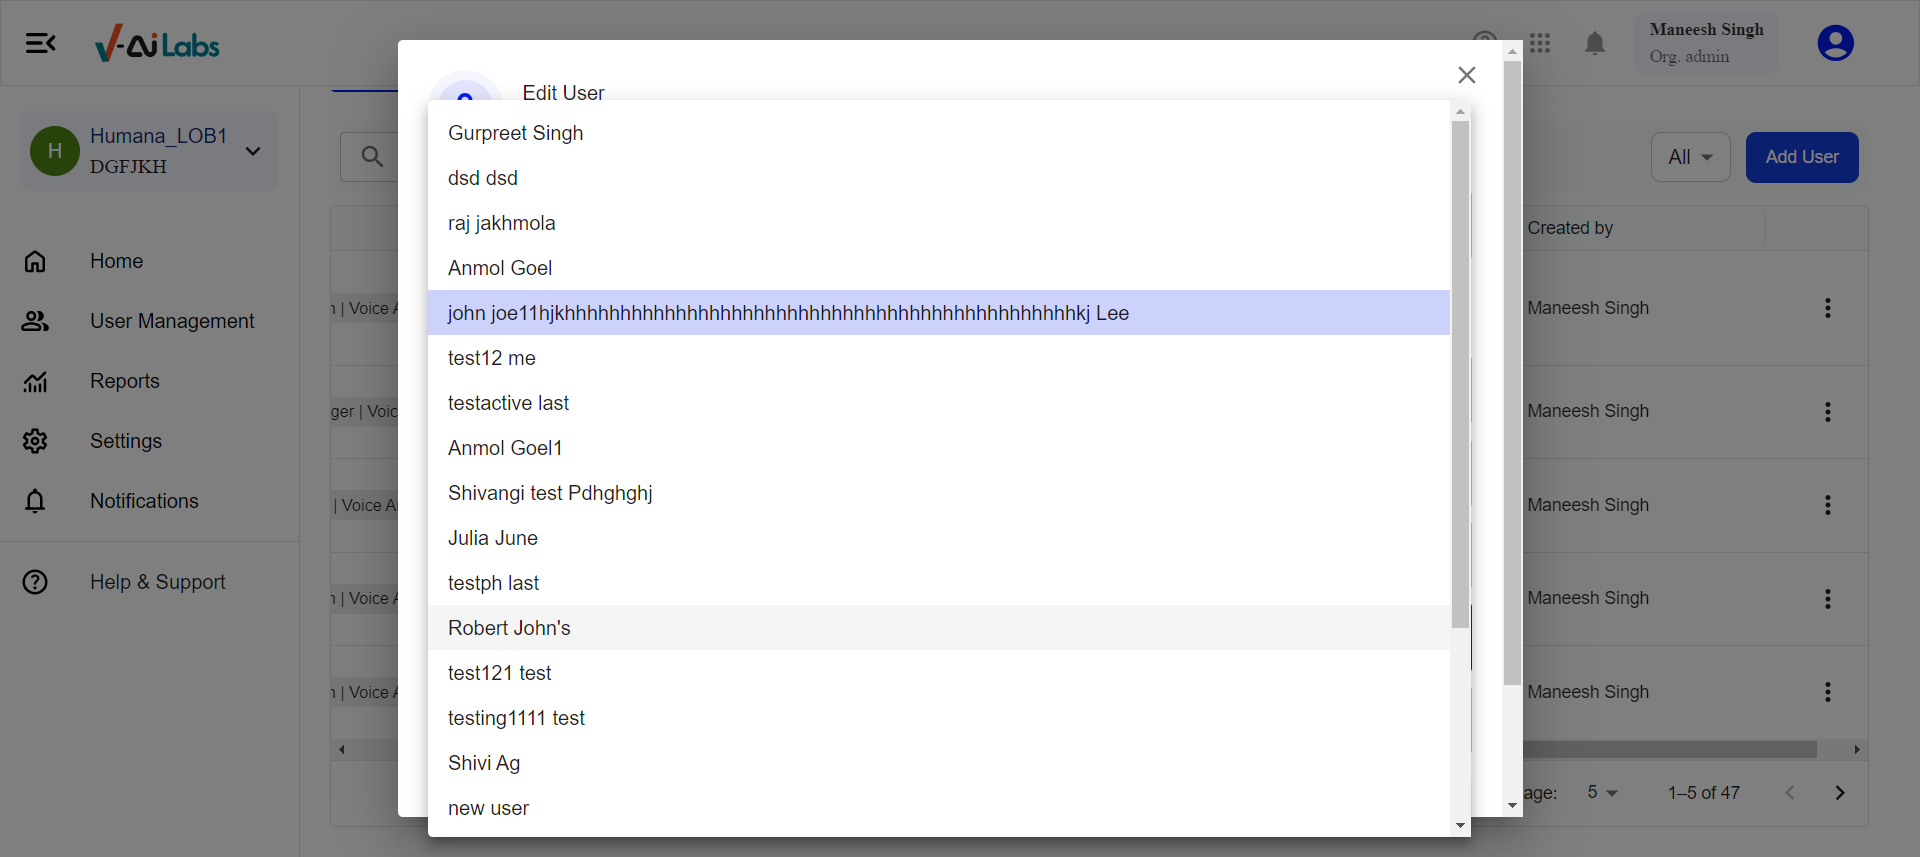 V-Ai Labs
Maneesh Singh
Org. admin
Edit User
H
Humana_LOB1
DGFJKH
Home
User Management
Reports
Settings
Notifications
Help & Support
All
Add User
Created by
| Voice A
Maneesh Singh
ger | Voic
Maneesh Singh
| Voice A
Maneesh Singh
| Voice A
Maneesh Singh
| Voice A
Maneesh Singh
age:
5
1–5 of 47
Gurpreet Singh
dsd dsd
raj jakhmola
Anmol Goel
john joe11hjkhhhhhhhhhhhhhhhhhhhhhhhhhhhhhhhhhhhhhhhhhhhhhhkj Lee
test12 me
testactive last
Anmol Goel1
Shivangi test Pdhghghj
Julia June
testph last
Robert John's
test121 test
testing1111 test
Shivi Ag
new user